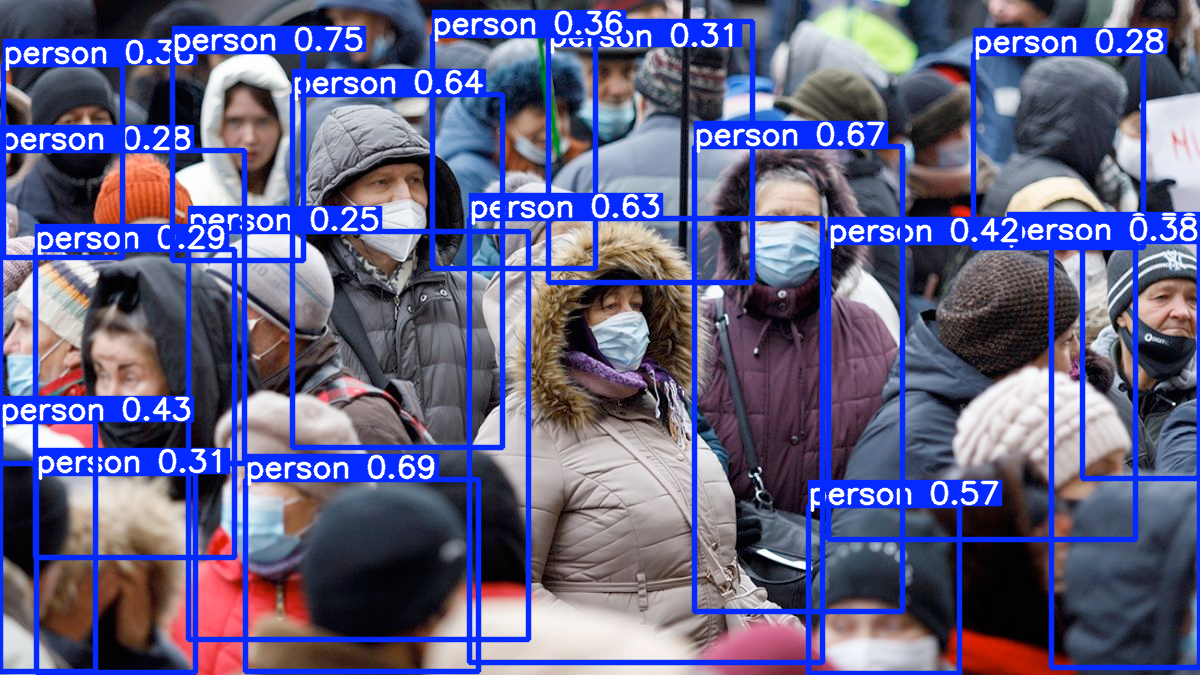 person 0.36
person 0.31
person 0.75
person 0.28
person 0.38
person 0.64
person 0.28
person 0.67
person 0.63
person 0.25
person 0.29
person 0.42
person 0.38
person 0.43
person 0.31
person 0.69
person 0.57